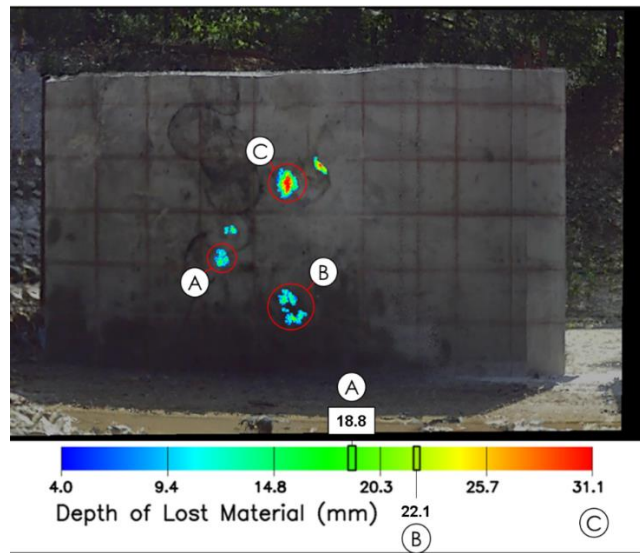 C
A
B
A
18.8
4.0 9.4 14.8 20.3 25.7 31.1
Depth of Lost Material (mm) 22.1
B
C